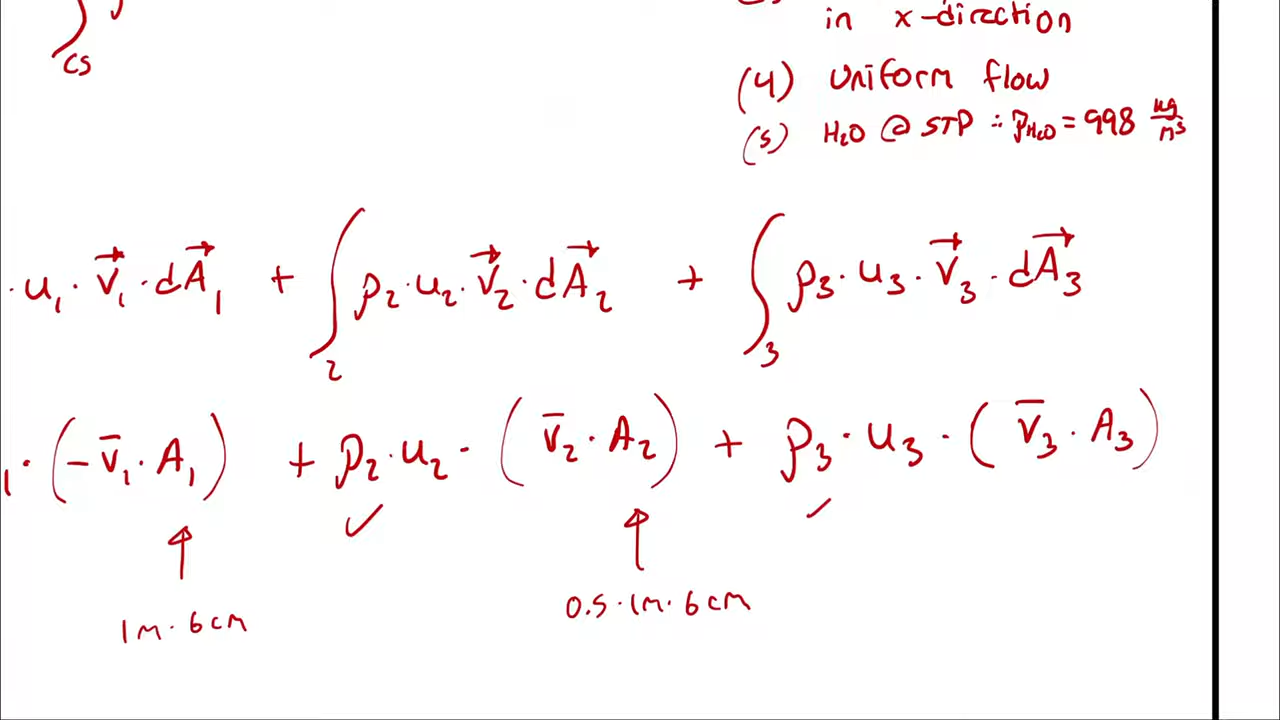 in x-direction
(4) Uniform flow
(5) H₂O @ STP ∴ ρH₂O = 998 kg/m³
∫cs
· u₁ · V⃗₁ · dA⃗₁ + ∫₂ ρ₂ · u₂ · V⃗₂ · dA⃗₂ + ∫₃ ρ₃ · u₃ · V⃗₃ · dA⃗₃
₁ · (-V̄₁ · A₁) + ρ₂ · u₂ · (V̄₂ · A₂) + ρ₃ · u₃ · (V̄₃ · A₃)
✓ ✓
↑ ↑
1m · 6cm
0.5 · 1m · 6cm